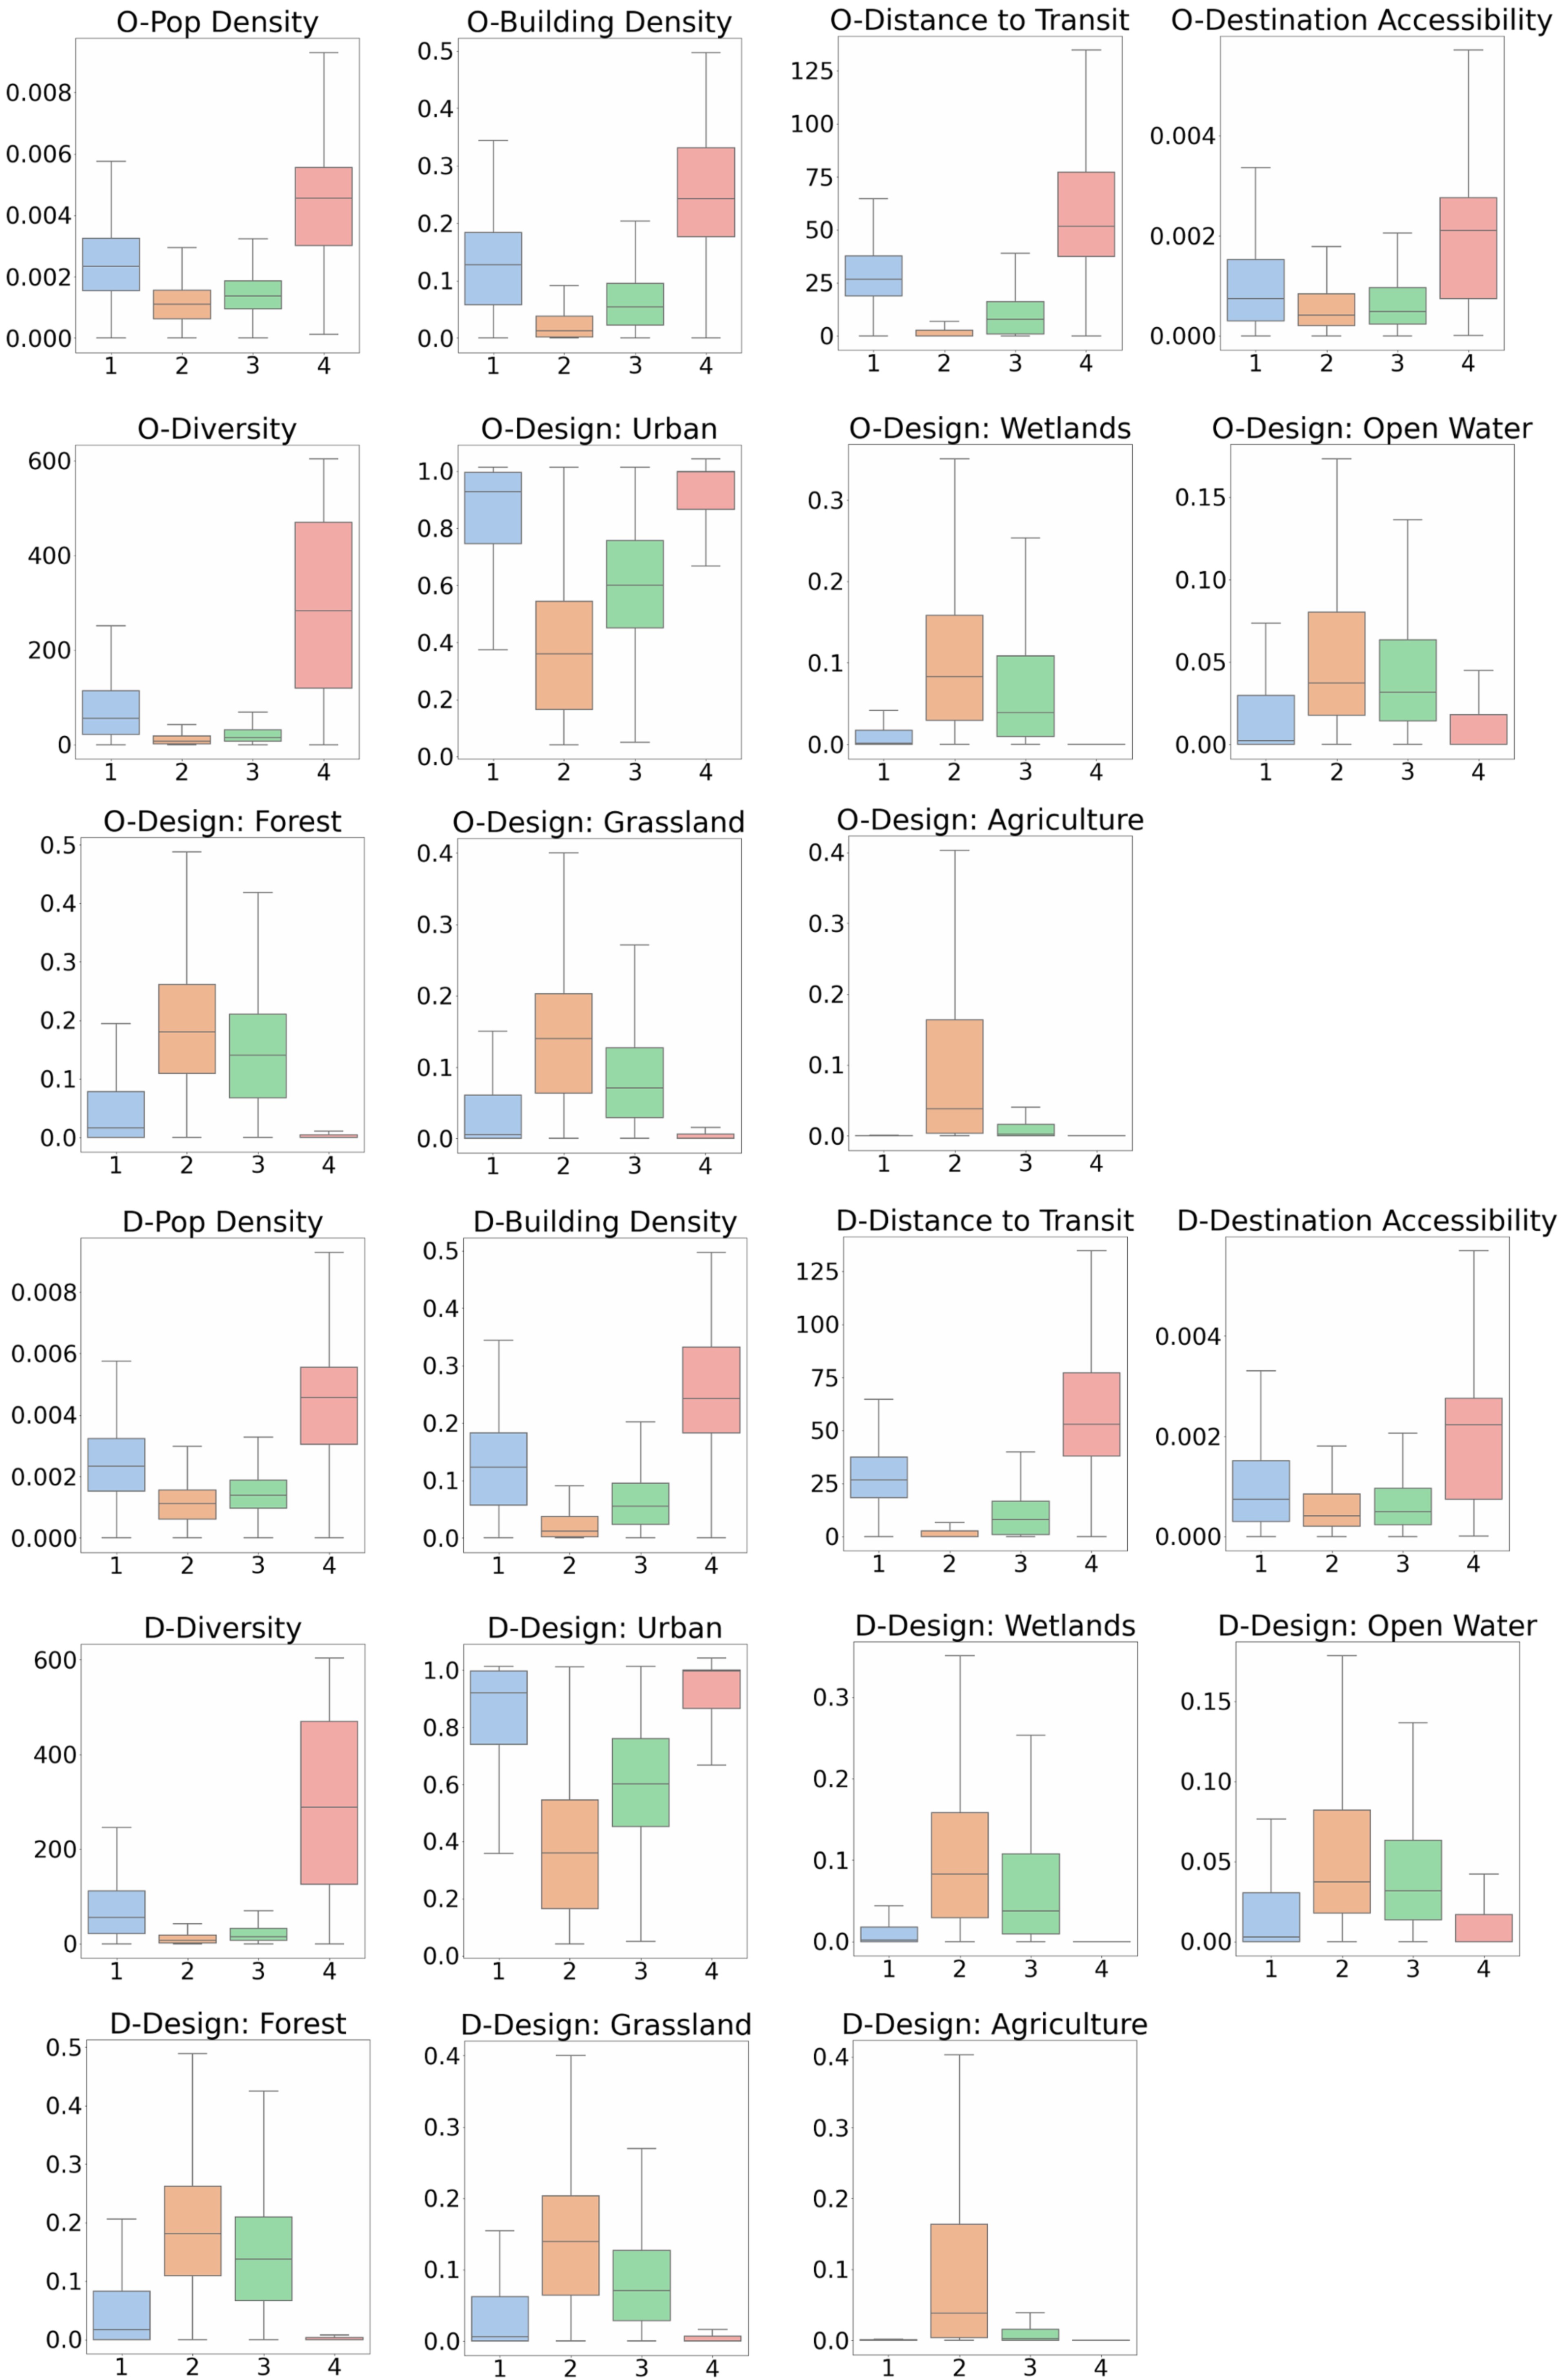 O-Pop Density
0.008
0.006
0.004
0.002
0.000
1 2 3 4
O-Building Density
0.5
0.4
0.3
0.2
0.1
0.0
1 2 3 4
O-Distance to Transit
125
100
75
50
25
0
1 2 3 4
O-Destination Accessibility
0.004
0.002
0.000
1 2 3 4
O-Diversity
600
400
200
0
1 2 3 4
O-Design: Urban
1.0
0.8
0.6
0.4
0.2
0.0
1 2 3 4
O-Design: Wetlands
0.3
0.2
0.1
0.0
1 2 3 4
O-Design: Open Water
0.15
0.10
0.05
0.00
1 2 3 4
O-Design: Forest
0.5
0.4
0.3
0.2
0.1
0.0
1 2 3 4
O-Design: Grassland
0.4
0.3
0.2
0.1
0.0
1 2 3 4
O-Design: Agriculture
0.4
0.3
0.2
0.1
0.0
1 2 3 4
D-Pop Density
0.008
0.006
0.004
0.002
0.000
1 2 3 4
D-Building Density
0.5
0.4
0.3
0.2
0.1
0.0
1 2 3 4
D-Distance to Transit
125
100
75
50
25
0
1 2 3 4
D-Destination Accessibility
0.004
0.002
0.000
1 2 3 4
D-Diversity
600
400
200
0
1 2 3 4
D-Design: Urban
1.0
0.8
0.6
0.4
0.2
0.0
1 2 3 4
D-Design: Wetlands
0.3
0.2
0.1
0.0
1 2 3 4
D-Design: Open Water
0.15
0.10
0.05
0.00
1 2 3 4
D-Design: Forest
0.5
0.4
0.3
0.2
0.1
0.0
1 2 3 4
D-Design: Grassland
0.4
0.3
0.2
0.1
0.0
1 2 3 4
D-Design: Agriculture
0.4
0.3
0.2
0.1
0.0
1 2 3 4